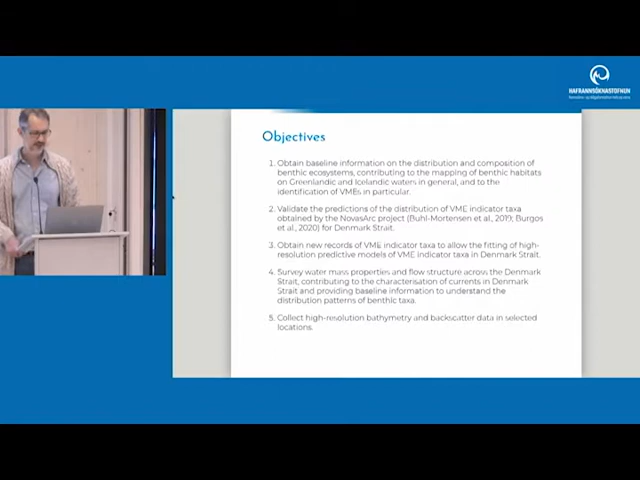 HAFRANNSÓKNASTOFNUN
Objectives
1. Obtain baseline information on the distribution and composition of
benthic ecosystems, contributing to the mapping of benthic habitats
on Greenlandic and Icelandic waters in general, and to the
identification of VMEs in particular.
2. Validate the predictions of the distribution of VME indicator taxa
obtained by the NovasArc project (Buhl-Mortensen et al., 2019; Burgos
et al., 2020) for Denmark Strait.
3. Obtain new records of VME indicator taxa to allow the fitting of high-
resolution predictive models of VME indicator taxa in Denmark Strait.
4. Survey water mass properties and flow structure across the Denmark
Strait, contributing to the characterisation of currents in Denmark
Strait and providing baseline information to understand the
distribution patterns of benthic taxa.
5. Collect high-resolution bathymetry and backscatter data in selected
locations.